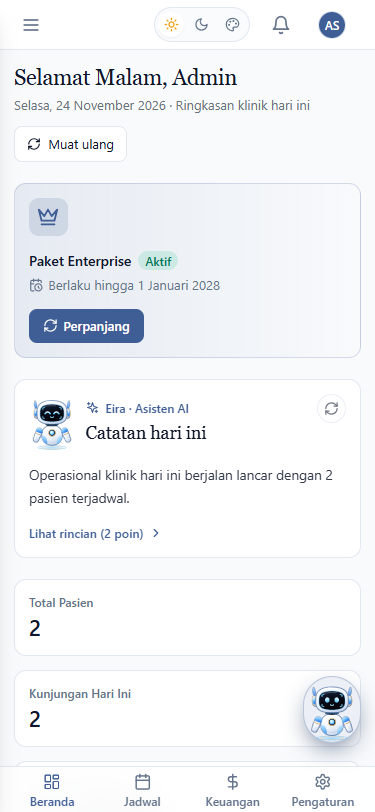 AS
Selamat Malam, Admin
Selasa, 24 November 2026 · Ringkasan klinik hari ini
Muat ulang
Paket Enterprise Aktif
Berlaku hingga 1 Januari 2028
Perpanjang
Eira · Asisten AI
Catatan hari ini
Operasional klinik hari ini berjalan lancar dengan 2
pasien terjadwal.
Lihat rincian (2 poin)
Total Pasien
2
Kunjungan Hari Ini
2
Beranda Jadwal Keuangan Pengaturan